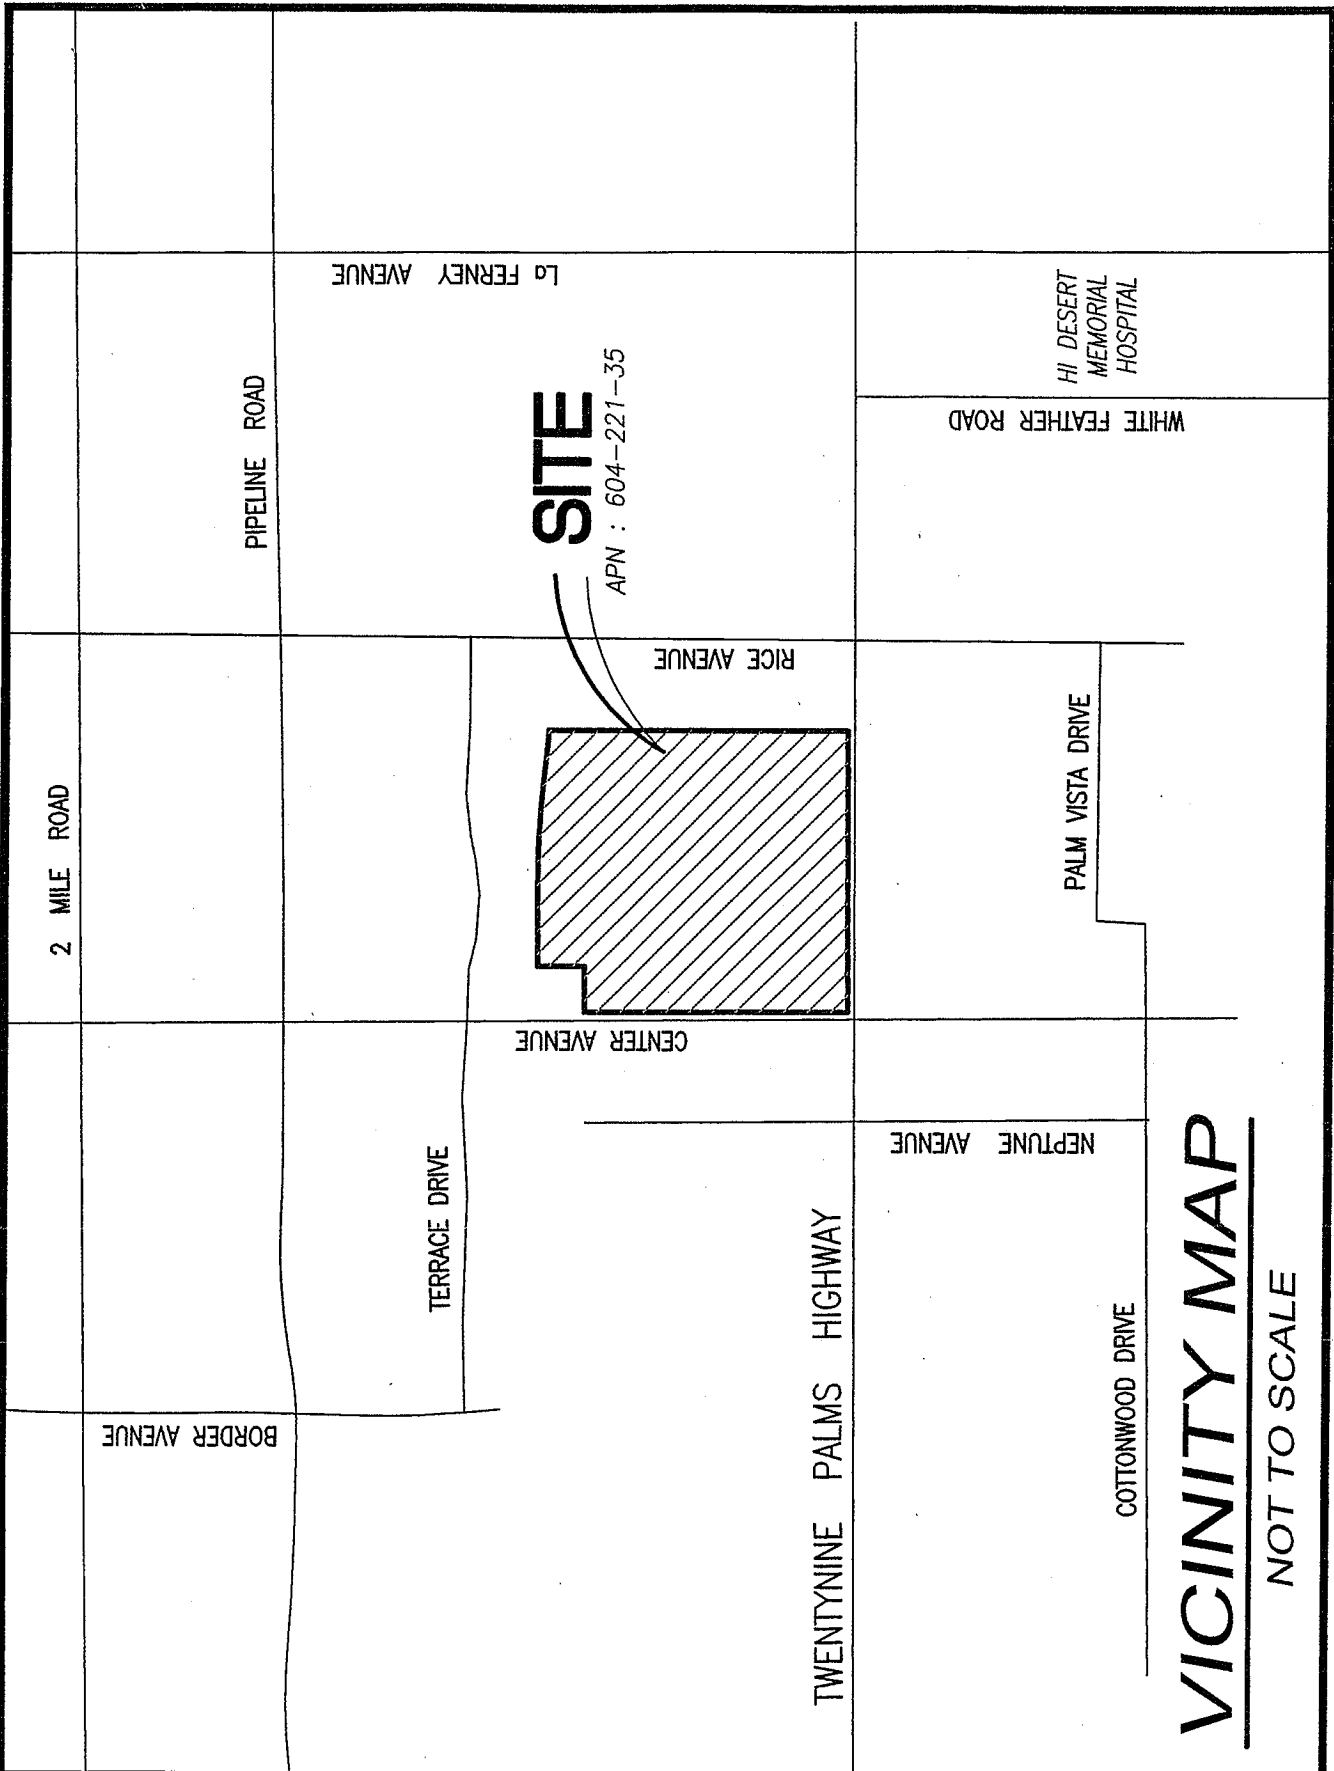 2 MILE ROAD
PIPELINE ROAD
La FERNEY AVENUE
BORDER AVENUE
TERRACE DRIVE
CENTER AVENUE
RICE AVENUE
SITE
APN : 604-221-35
TWENTYNINE PALMS HIGHWAY
NEPTUNE AVENUE
WHITE FEATHER ROAD
HI DESERT
MEMORIAL
HOSPITAL
PALM VISTA DRIVE
COTTONWOOD DRIVE
VICINITY MAP
NOT TO SCALE